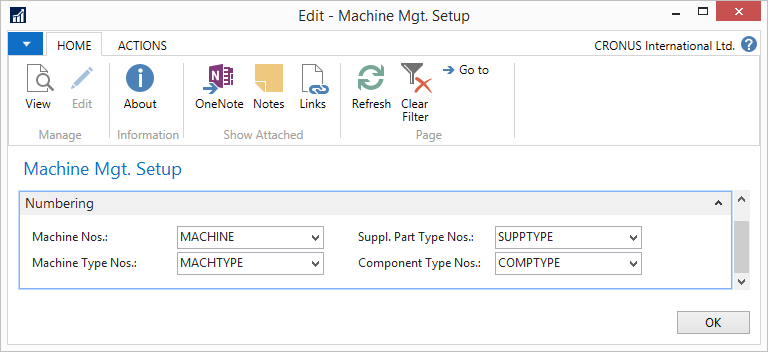 Edit - Machine Mgt. Setup
HOME ACTIONS CRONUS International Ltd.
View Edit About OneNote Notes Links Refresh Clear Filter Go to
Manage Information Show Attached Page
Machine Mgt. Setup
Numbering
Machine Nos.: MACHINE Suppl. Part Type Nos.: SUPPTYPE
Machine Type Nos.: MACHTYPE Component Type Nos.: COMPTYPE
OK